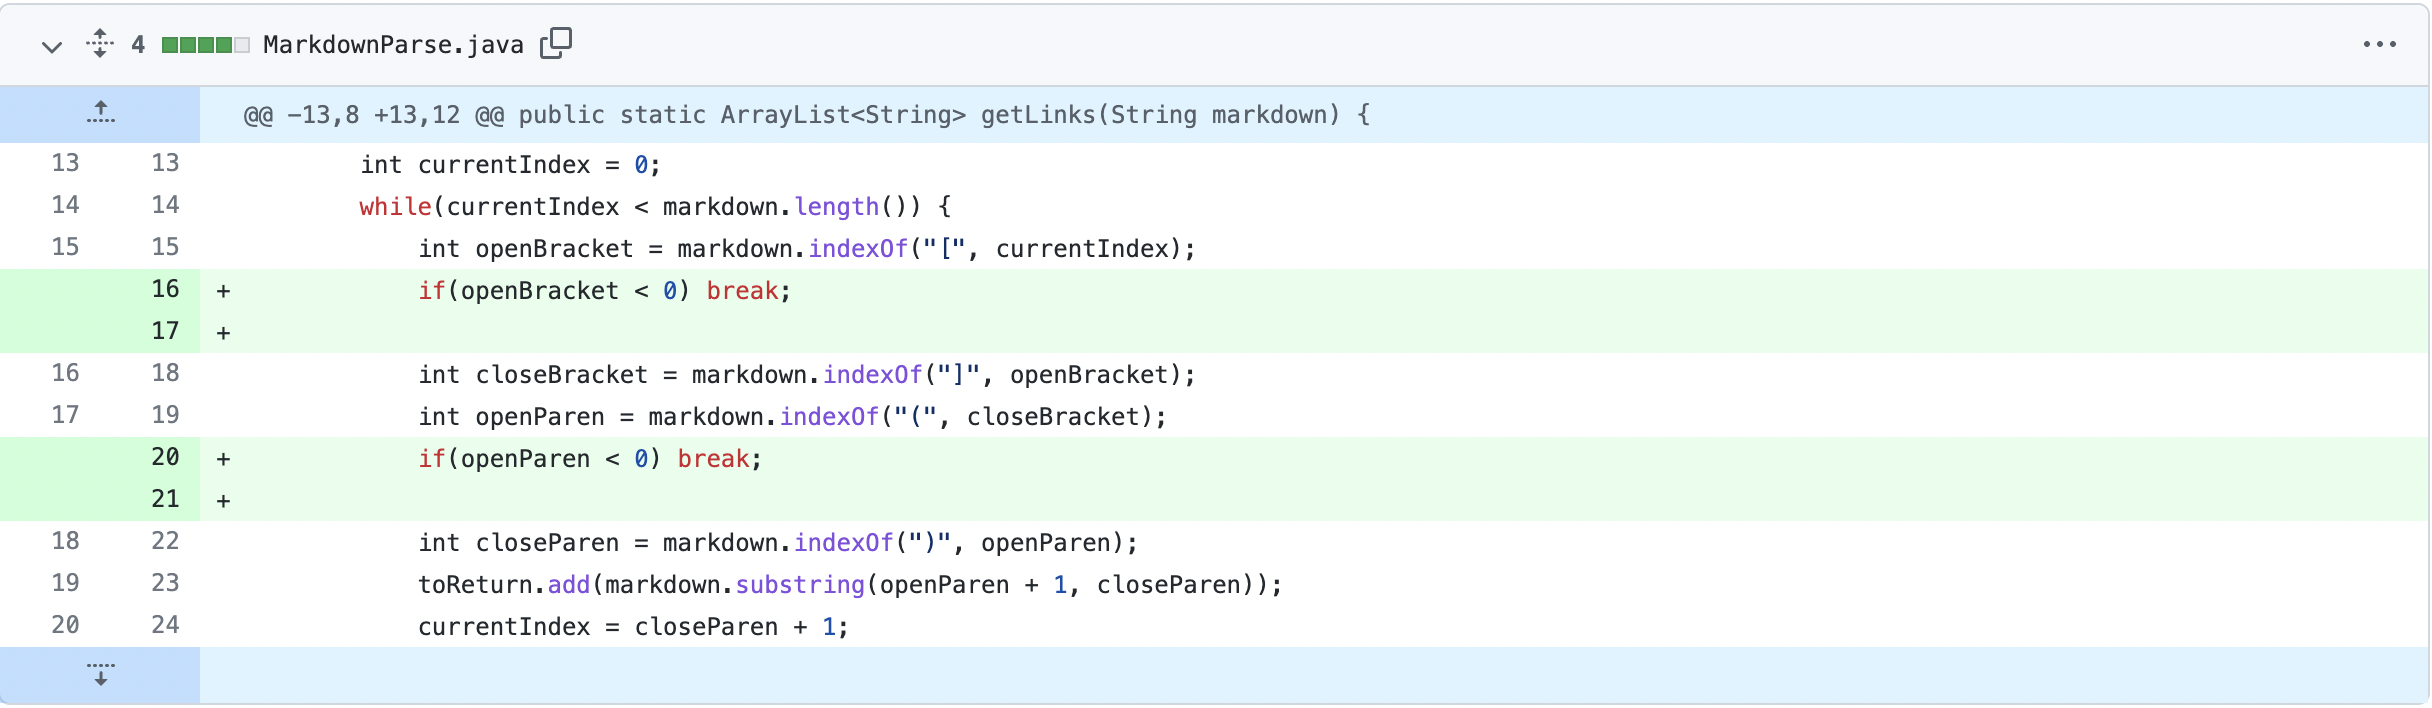 4 MarkdownParse.java
@@ -13,8 +13,12 @@ public static ArrayList<String> getLinks(String markdown) {
13 13 int currentIndex = 0;
14 14 while(currentIndex < markdown.length()) {
15 15 int openBracket = markdown.indexOf("[", currentIndex);
16 + if(openBracket < 0) break;
17 +
16 18 int closeBracket = markdown.indexOf("]", openBracket);
17 19 int openParen = markdown.indexOf("(", closeBracket);
20 + if(openParen < 0) break;
21 +
18 22 int closeParen = markdown.indexOf(")", openParen);
19 23 toReturn.add(markdown.substring(openParen + 1, closeParen));
20 24 currentIndex = closeParen + 1;